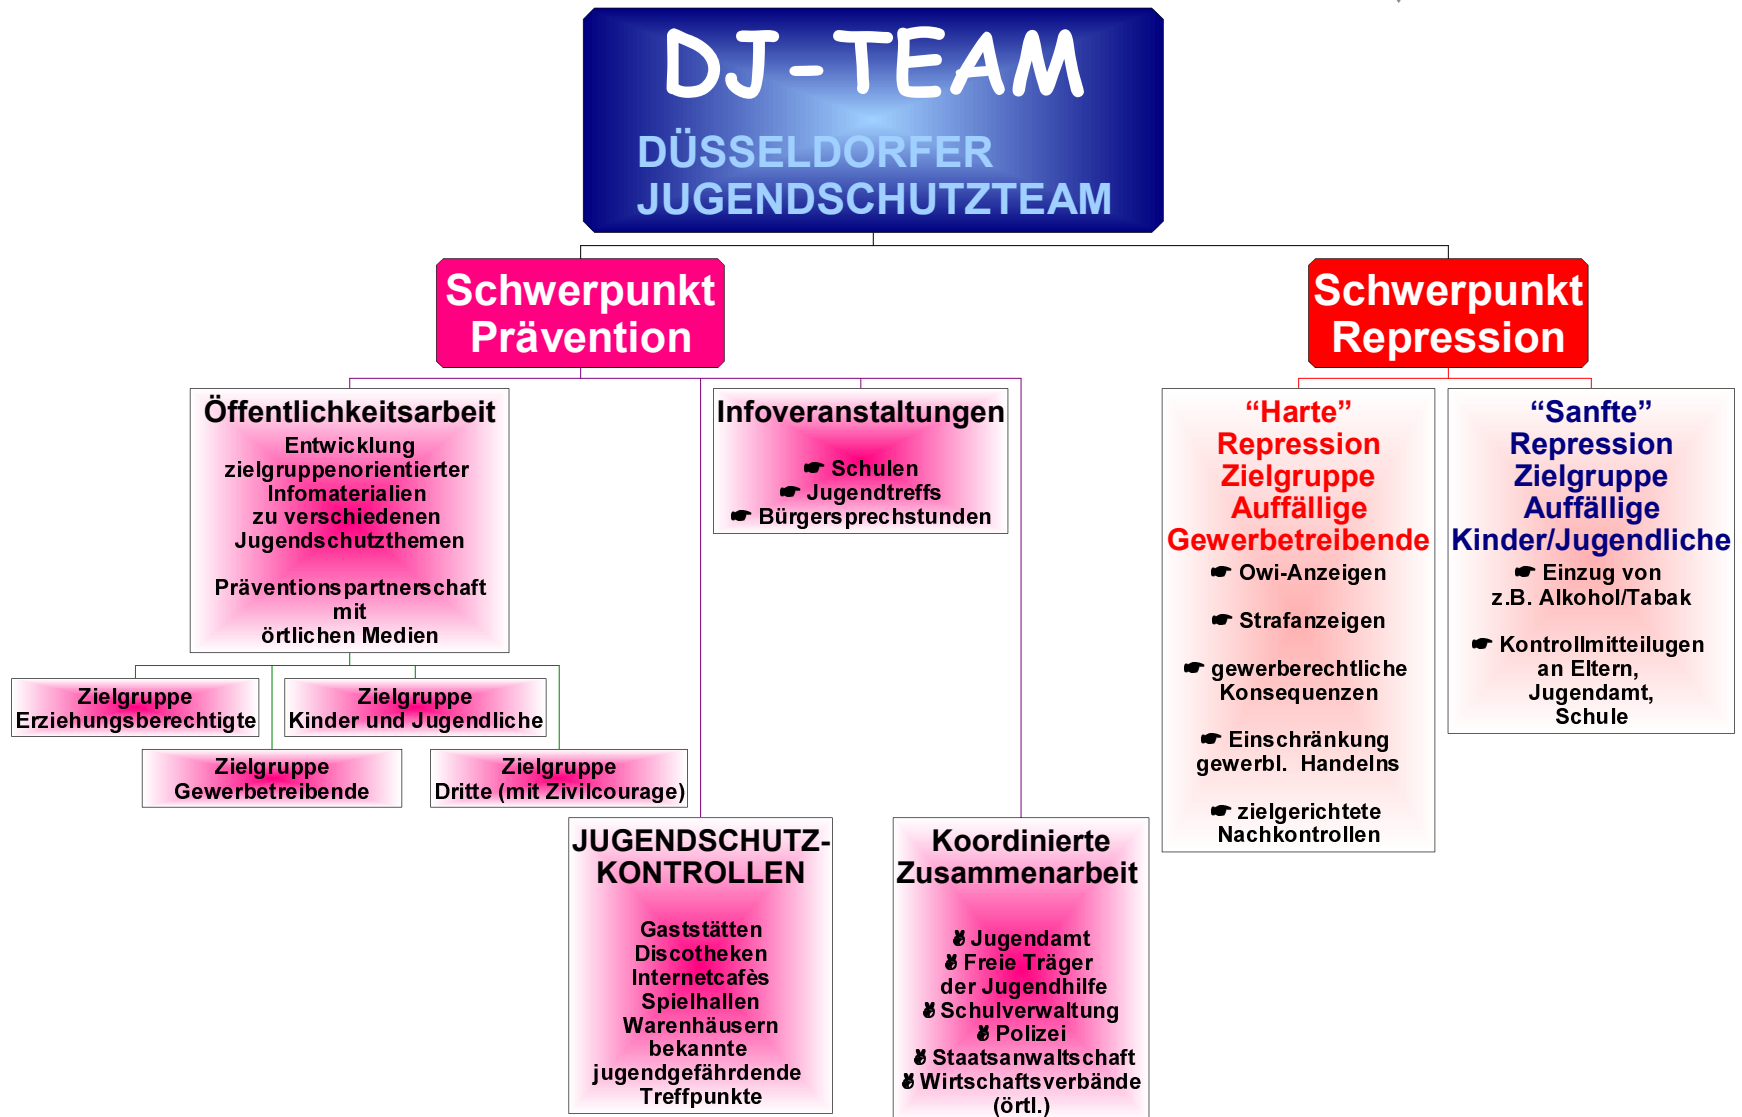 DJ-TEAM
DÜSSELDORFER
JUGENDSCHUTZTEAM
Schwerpunkt
Prävention
Schwerpunkt
Repression
Öffentlichkeitsarbeit
Entwicklung
zielgruppenorientierter
Infomaterialien
zu verschiedenen
Jugendschutzthemen
Präventionspartnerschaft
mit
örtlichen Medien
Zielgruppe
Erziehungsberechtigte
Zielgruppe
Kinder und Jugendliche
Zielgruppe
Gewerbetreibende
Zielgruppe
Dritte (mit Zivilcourage)
Infoveranstaltungen
☛ Schulen
☛ Jugendtreffs
☛ Bürgersprechstunden
JUGENDSCHUTZ-
KONTROLLEN
Gaststätten
Discotheken
Internetcafès
Spielhallen
Warenhäusern
bekannte
jugendgefährdende
Treffpunkte
Koordinierte
Zusammenarbeit
✌ Jugendamt
✌ Freie Träger
der Jugendhilfe
✌ Schulverwaltung
✌ Polizei
✌ Staatsanwaltschaft
✌ Wirtschaftsverbände
(örtl.)
“Harte”
Repression
Zielgruppe
Auffällige
Gewerbetreibende
☛ Owi-Anzeigen
☛ Strafanzeigen
☛ gewerberechtliche
Konsequenzen
☛ Einschränkung
gewerbl. Handelns
☛ zielgerichtete
Nachkontrollen
“Sanfte”
Repression
Zielgruppe
Auffällige
Kinder/Jugendliche
☛ Einzug von
z.B. Alkohol/Tabak
☛ Kontrollmitteilugen
an Eltern,
Jugendamt,
Schule